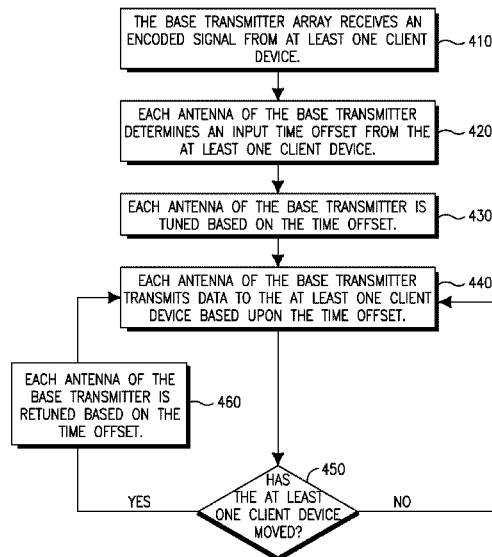 THE BASE TRANSMITTER ARRAY RECEIVES AN
ENCODED SIGNAL FROM AT LEAST ONE CLIENT
DEVICE.
410
EACH ANTENNA OF THE BASE TRANSMITTER
DETERMINES AN INPUT TIME OFFSET FROM THE
AT LEAST ONE CLIENT DEVICE.
420
EACH ANTENNA OF THE BASE TRANSMITTER IS
TUNED BASED ON THE TIME OFFSET.
430
EACH ANTENNA OF THE BASE TRANSMITTER
TRANSMITS DATA TO THE AT LEAST ONE CLIENT
DEVICE BASED UPON THE TIME OFFSET.
440
EACH ANTENNA OF THE
BASE TRANSMITTER IS
RETUNED BASED ON THE
TIME OFFSET.
460
450
HAS
THE AT LEAST
ONE CLIENT DEVICE
MOVED?
YES
NO